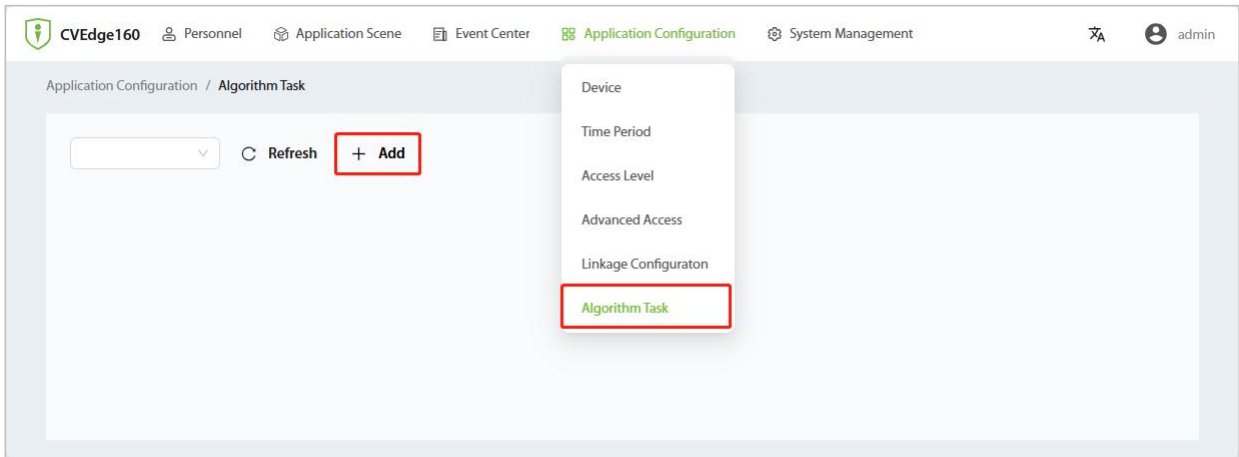 CVEdge160 Personnel Application Scene Event Center Application Configuration System Management admin
Application Configuration / Algorithm Task
Device
Refresh + Add
Time Period
Access Level
Advanced Access
Linkage Configuraton
Algorithm Task